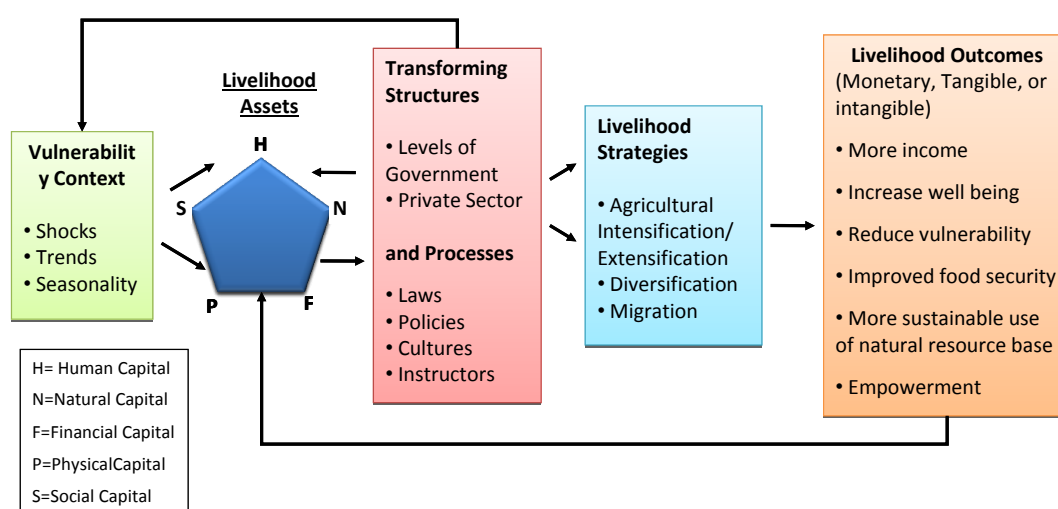 Vulnerabilit
y Context
• Shocks
• Trends
• Seasonality
Livelihood
Assets
H
S
N
P
F
Transforming
Structures
• Levels of
Government
• Private Sector
and Processes
• Laws
• Policies
• Cultures
• Instructors
Livelihood
Strategies
• Agricultural
Intensification/
Extensification
• Diversification
• Migration
Livelihood Outcomes
(Monetary, Tangible, or
intangible)
• More income
• Increase well being
• Reduce vulnerability
• Improved food security
• More sustainable use
of natural resource base
• Empowerment
H= Human Capital
N=Natural Capital
F=Financial Capital
P=PhysicalCapital
S=Social Capital